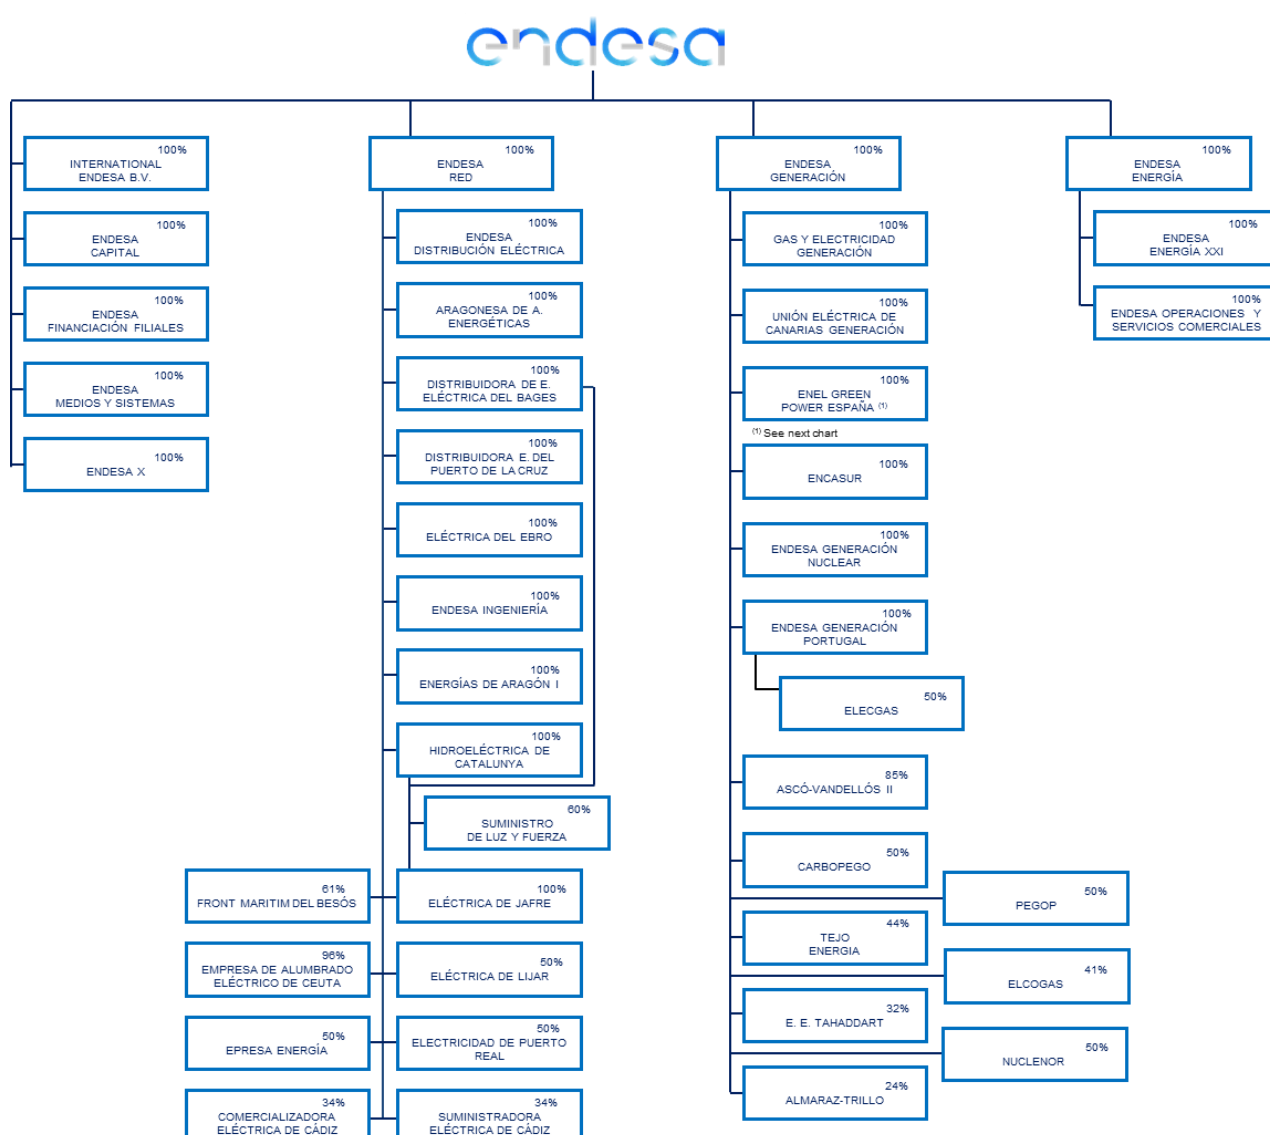 endesa
100%
INTERNATIONAL
ENDESA B.V.
100%
ENDESA
CAPITAL
100%
ENDESA
FINANCIACIÓN FILIALES
100%
ENDESA
MEDIOS Y SISTEMAS
100%
ENDESA X
100%
ENDESA
RED
100%
ENDESA
DISTRIBUCIÓN ELÉCTRICA
100%
ARAGONESA DE A.
ENERGÉTICAS
100%
DISTRIBUIDORA DE E.
ELÉCTRICA DEL BAGES
100%
DISTRIBUIDORA E. DEL
PUERTO DE LA CRUZ
100%
ELÉCTRICA DEL EBRO
100%
ENDESA INGENIERÍA
100%
ENERGÍAS DE ARAGÓN I
100%
HIDROELÉCTRICA DE
CATALUNYA
60%
SUMINISTRO
DE LUZ Y FUERZA
61%
FRONT MARITIM DEL BESÓS
100%
ELÉCTRICA DE JAFRE
96%
EMPRESA DE ALUMBRADO
ELÉCTRICO DE CEUTA
50%
ELÉCTRICA DE LIJAR
50%
EPRESA ENERGÍA
50%
ELECTRICIDAD DE PUERTO
REAL
34%
COMERCIALIZADORA
ELÉCTRICA DE CÁDIZ
34%
SUMINISTRADORA
ELÉCTRICA DE CÁDIZ
100%
ENDESA
GENERACIÓN
100%
GAS Y ELECTRICIDAD
GENERACIÓN
100%
UNIÓN ELÉCTRICA DE
CANARIAS GENERACIÓN
100%
ENEL GREEN
POWER ESPAÑA (1)
(1) See next chart
100%
ENCASUR
100%
ENDESA GENERACIÓN
NUCLEAR
100%
ENDESA GENERACIÓN
PORTUGAL
50%
ELECGAS
85%
ASCÓ-VANDELLÓS II
50%
CARBOPEGO
50%
PEGOP
44%
TEJO
ENERGIA
41%
ELCOGAS
32%
E. E. TAHADDART
50%
NUCLENOR
24%
ALMARAZ-TRILLO
100%
ENDESA
ENERGÍA
100%
ENDESA
ENERGÍA XXI
100%
ENDESA OPERACIONES Y
SERVICIOS COMERCIALES